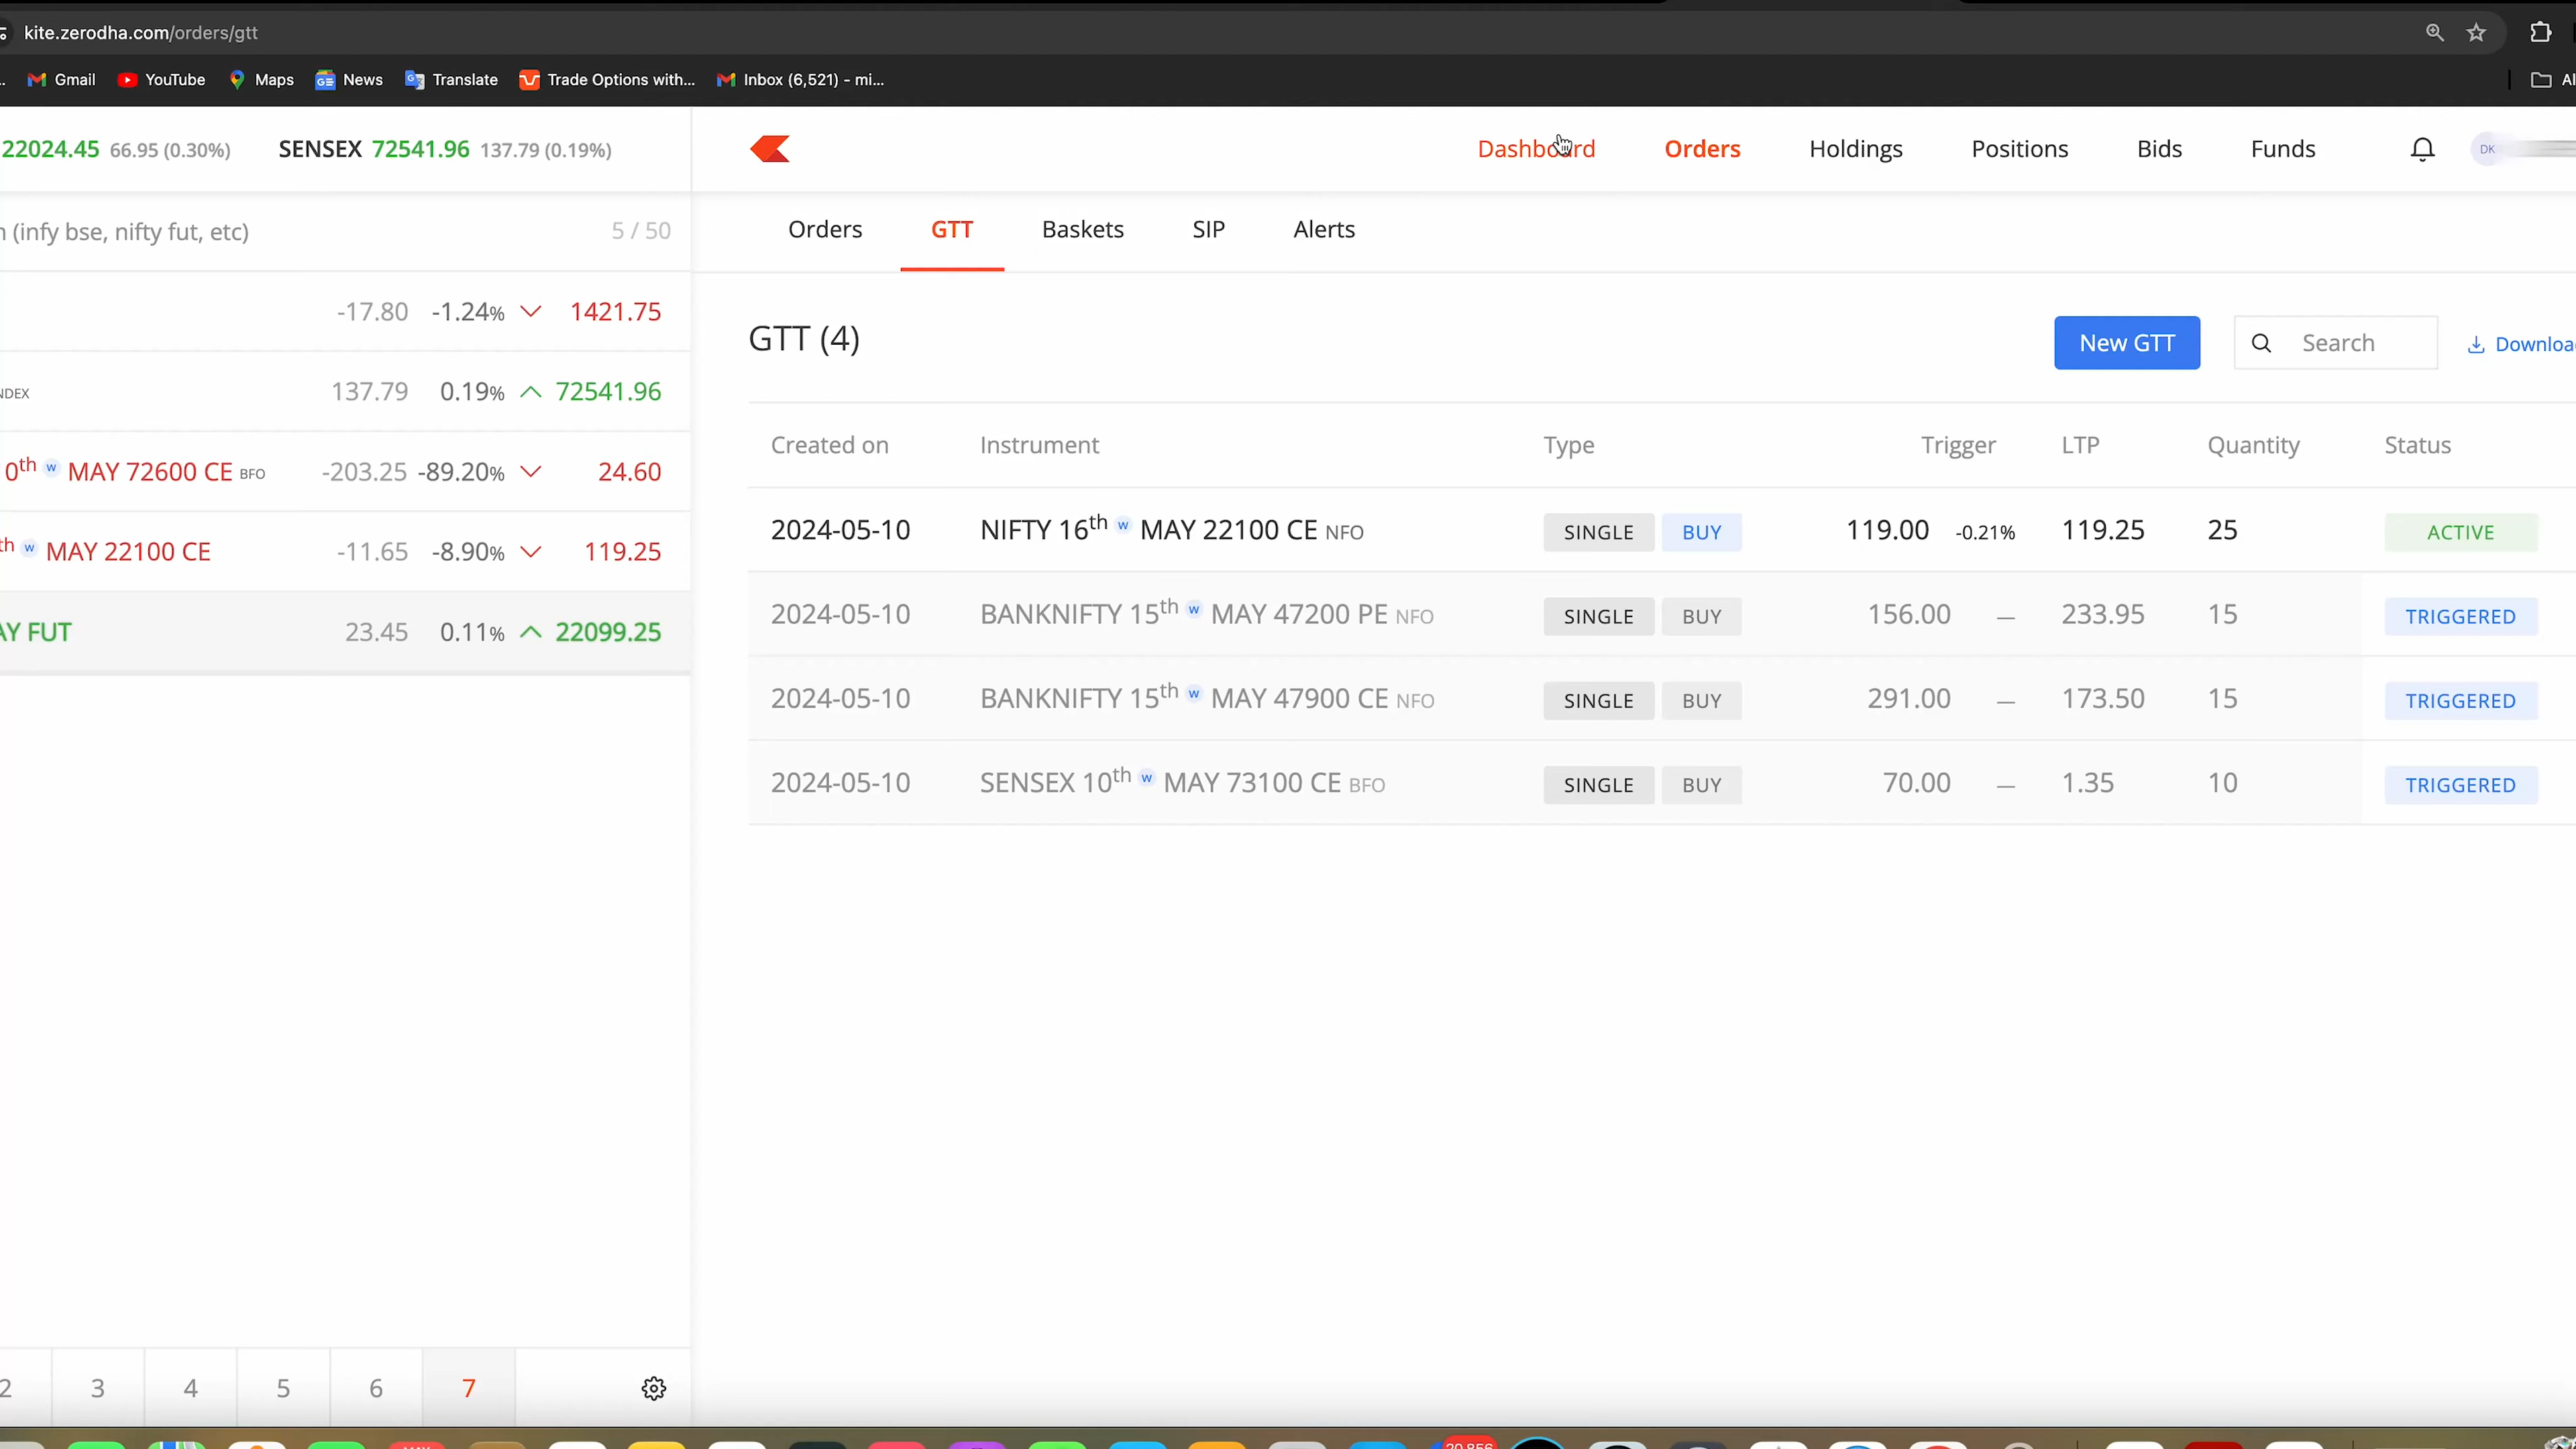 kite.zerodha.com/orders/gtt
Gmail YouTube Maps News Translate Trade Options with... Inbox (6,521) - mi...
22024.45 66.95 (0.30%) SENSEX 72541.96 137.79 (0.19%)
Dashboard Orders Holdings Positions Bids Funds DK
(infy bse, nifty fut, etc) 5 / 50
Orders GTT Baskets SIP Alerts
-17.80 -1.24% 1421.75
NDEX 137.79 0.19% 72541.96
0th w MAY 72600 CE BFO -203.25 -89.20% 24.60
th w MAY 22100 CE -11.65 -8.90% 119.25
AY FUT 23.45 0.11% 22099.25
GTT (4)
New GTT Search Downloa
Created on Instrument Type Trigger LTP Quantity Status
2024-05-10 NIFTY 16th w MAY 22100 CE NFO SINGLE BUY 119.00 -0.21% 119.25 25 ACTIVE
2024-05-10 BANKNIFTY 15th w MAY 47200 PE NFO SINGLE BUY 156.00 — 233.95 15 TRIGGERED
2024-05-10 BANKNIFTY 15th w MAY 47900 CE NFO SINGLE BUY 291.00 — 173.50 15 TRIGGERED
2024-05-10 SENSEX 10th w MAY 73100 CE BFO SINGLE BUY 70.00 — 1.35 10 TRIGGERED
2 3 4 5 6 7
20,856